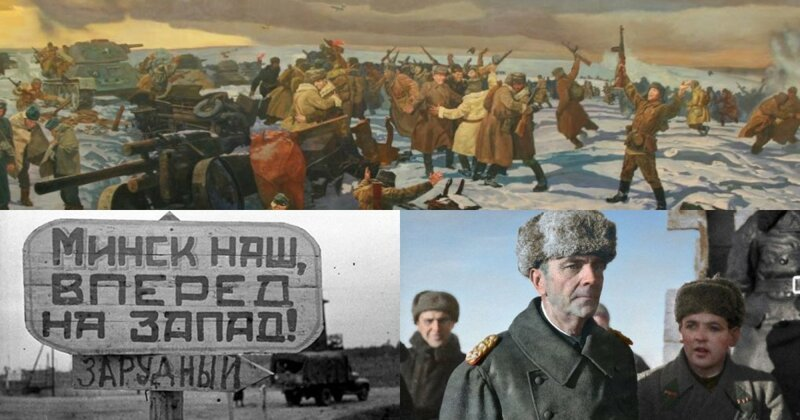 Минск наш,
вперед
на запад!
Зарудный